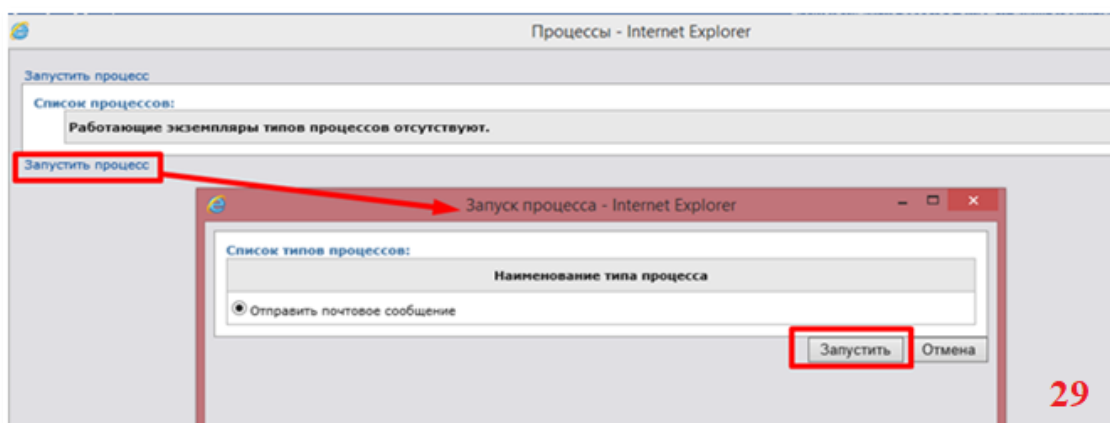 Процессы - Internet Explorer
Запустить процесс
Список процессов:
Работающие экземпляры типов процессов отсутствуют.
Запустить процесс
Запуск процесса - Internet Explorer
Список типов процессов:
Наименование типа процесса
Отправить почтовое сообщение
Запустить Отмена
29